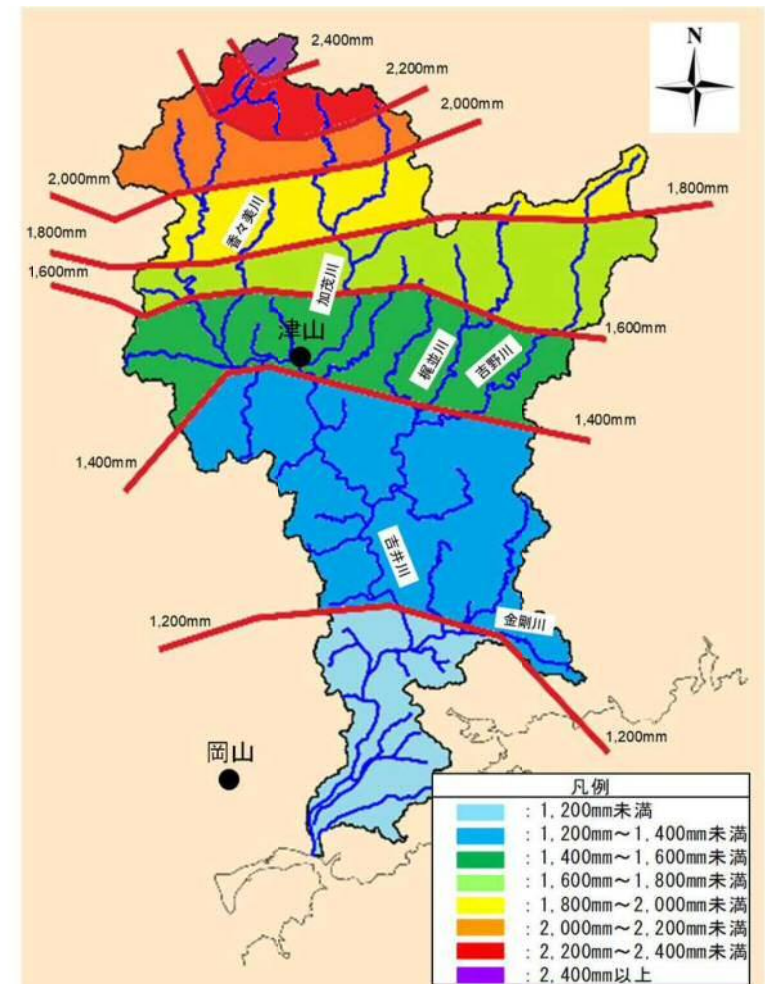 N
2,400mm
2,200mm
2,000mm
2,000mm
1,800mm
1,800mm
1,600mm
香々美川
加茂川
津山
梶並川
吉野川
1,600mm
1,400mm
1,400mm
吉井川
1,200mm
金剛川
1,200mm
岡山
凡例
：1,200mm未満
：1,200mm～1,400mm未満
：1,400mm～1,600mm未満
：1,600mm～1,800mm未満
：1,800mm～2,000mm未満
：2,000mm～2,200mm未満
：2,200mm～2,400mm未満
：2,400mm以上